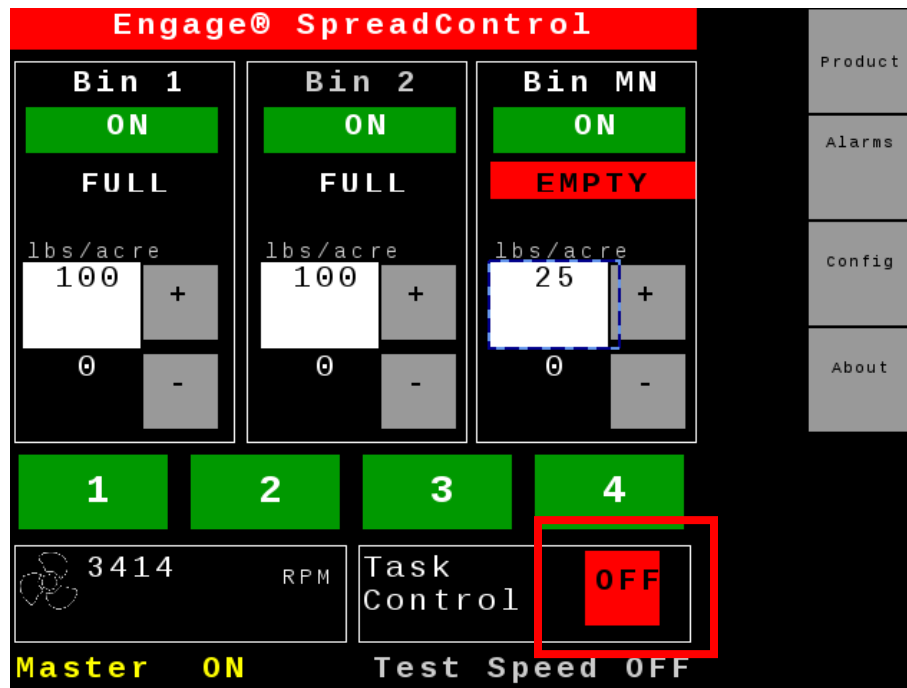 Engage® SpreadControl
Product
Alarms
Config
About
Bin 1
ON
FULL
lbs/acre
100
+
0
-
Bin 2
ON
FULL
lbs/acre
100
+
0
-
Bin MN
ON
EMPTY
lbs/acre
25
+
0
-
1 2 3 4
3414 RPM
Task
Control
OFF
Master ON
Test Speed OFF